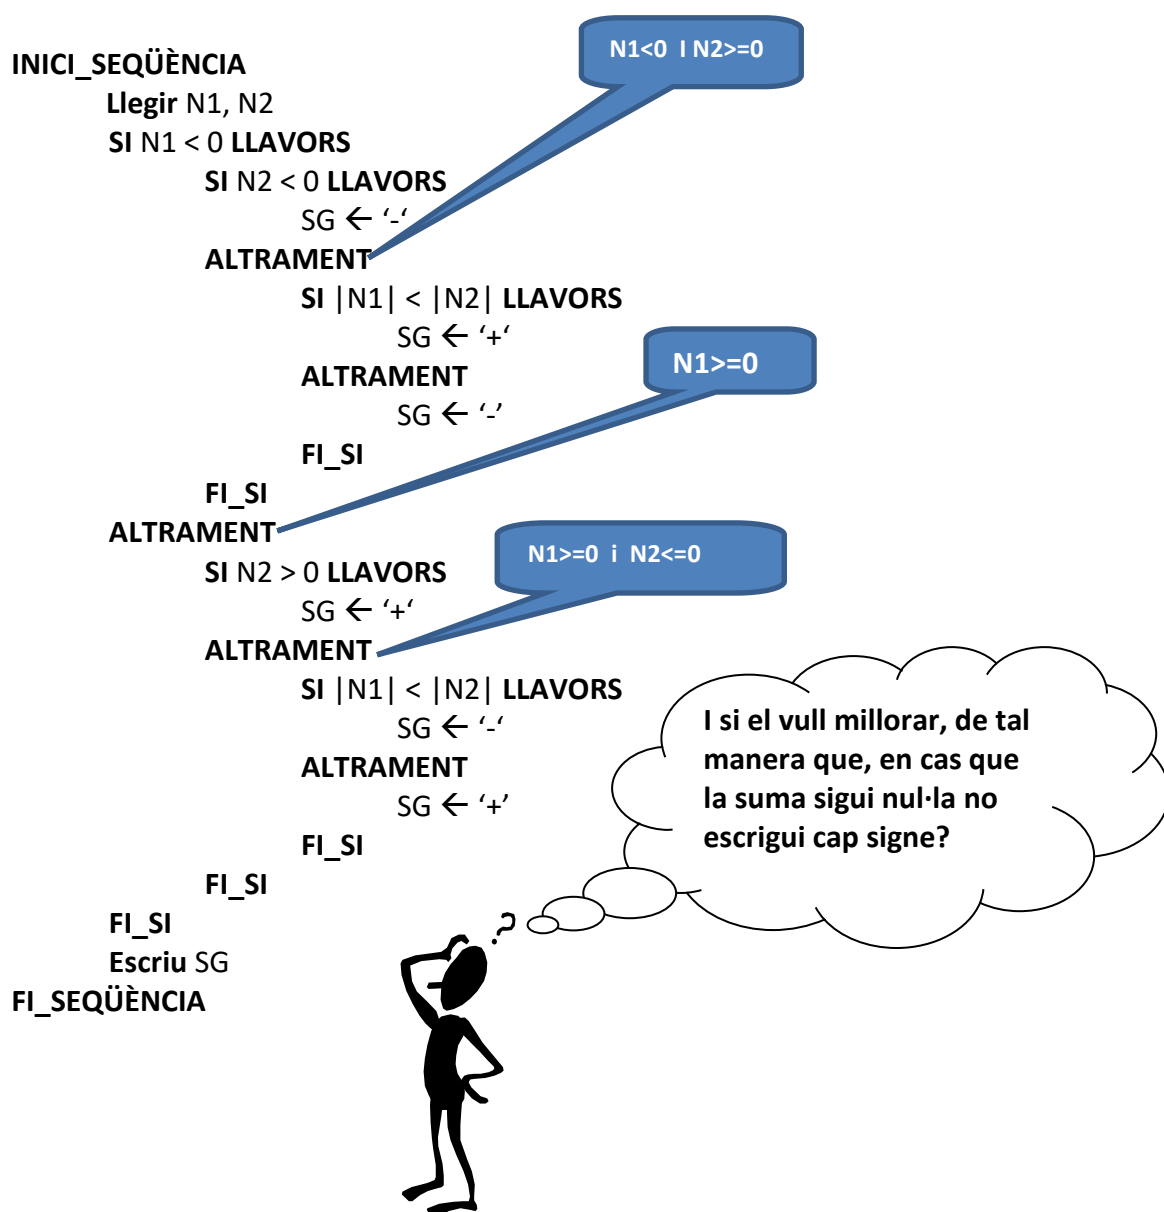 N1<0 I N2>=0
INICI_SEQÜÈNCIA
Llegir N1, N2
SI N1 < 0 LLAVORS
SI N2 < 0 LLAVORS
SG ← ‘-‘
ALTRAMENT
SI |N1| < |N2| LLAVORS
SG ← ‘+‘
ALTRAMENT
N1>=0
SG ← ‘-’
FI_SI
FI_SI
ALTRAMENT
N1>=0 i N2<=0
SI N2 > 0 LLAVORS
SG ← ‘+‘
ALTRAMENT
SI |N1| < |N2| LLAVORS
SG ← ‘-‘
ALTRAMENT
SG ← ‘+’
FI_SI
FI_SI
FI_SI
Escriu SG
FI_SEQÜÈNCIA
I si el vull millorar, de tal
manera que, en cas que
la suma sigui nul·la no
escrigui cap signe?
?